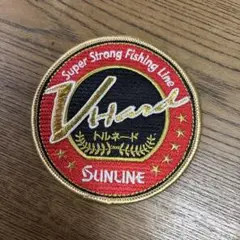 Super Strong Fishing Line
V Hard
トルネード
SUNLINE